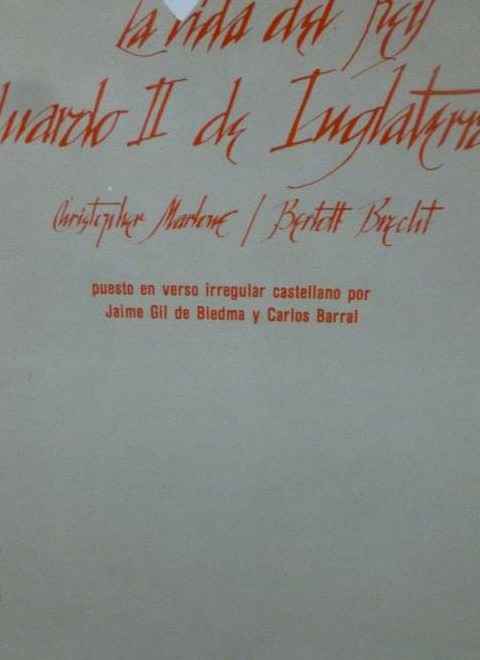 la vida del Rey
duardo II de Inglaterra
Christopher Marlowe / Bertolt Brecht
puesto en verso irregular castellano por
Jaime Gil de Biedma y Carlos Barral